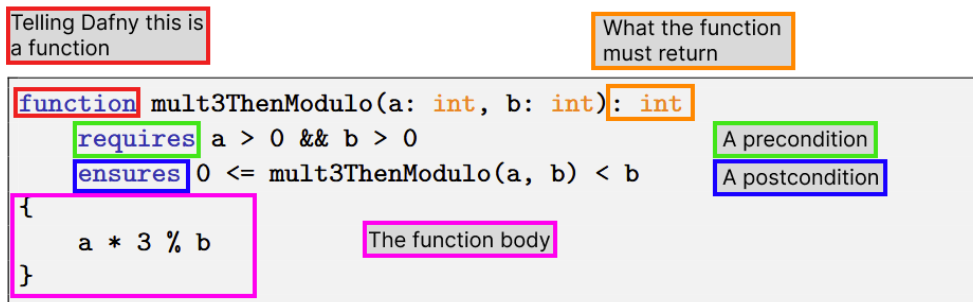 Telling Dafny this is
a function
What the function
must return
function mult3ThenModulo(a: int, b: int): int
requires a > 0 && b > 0
A precondition
ensures 0 <= mult3ThenModulo(a, b) < b
A postcondition
{
a * 3 % b
The function body
}